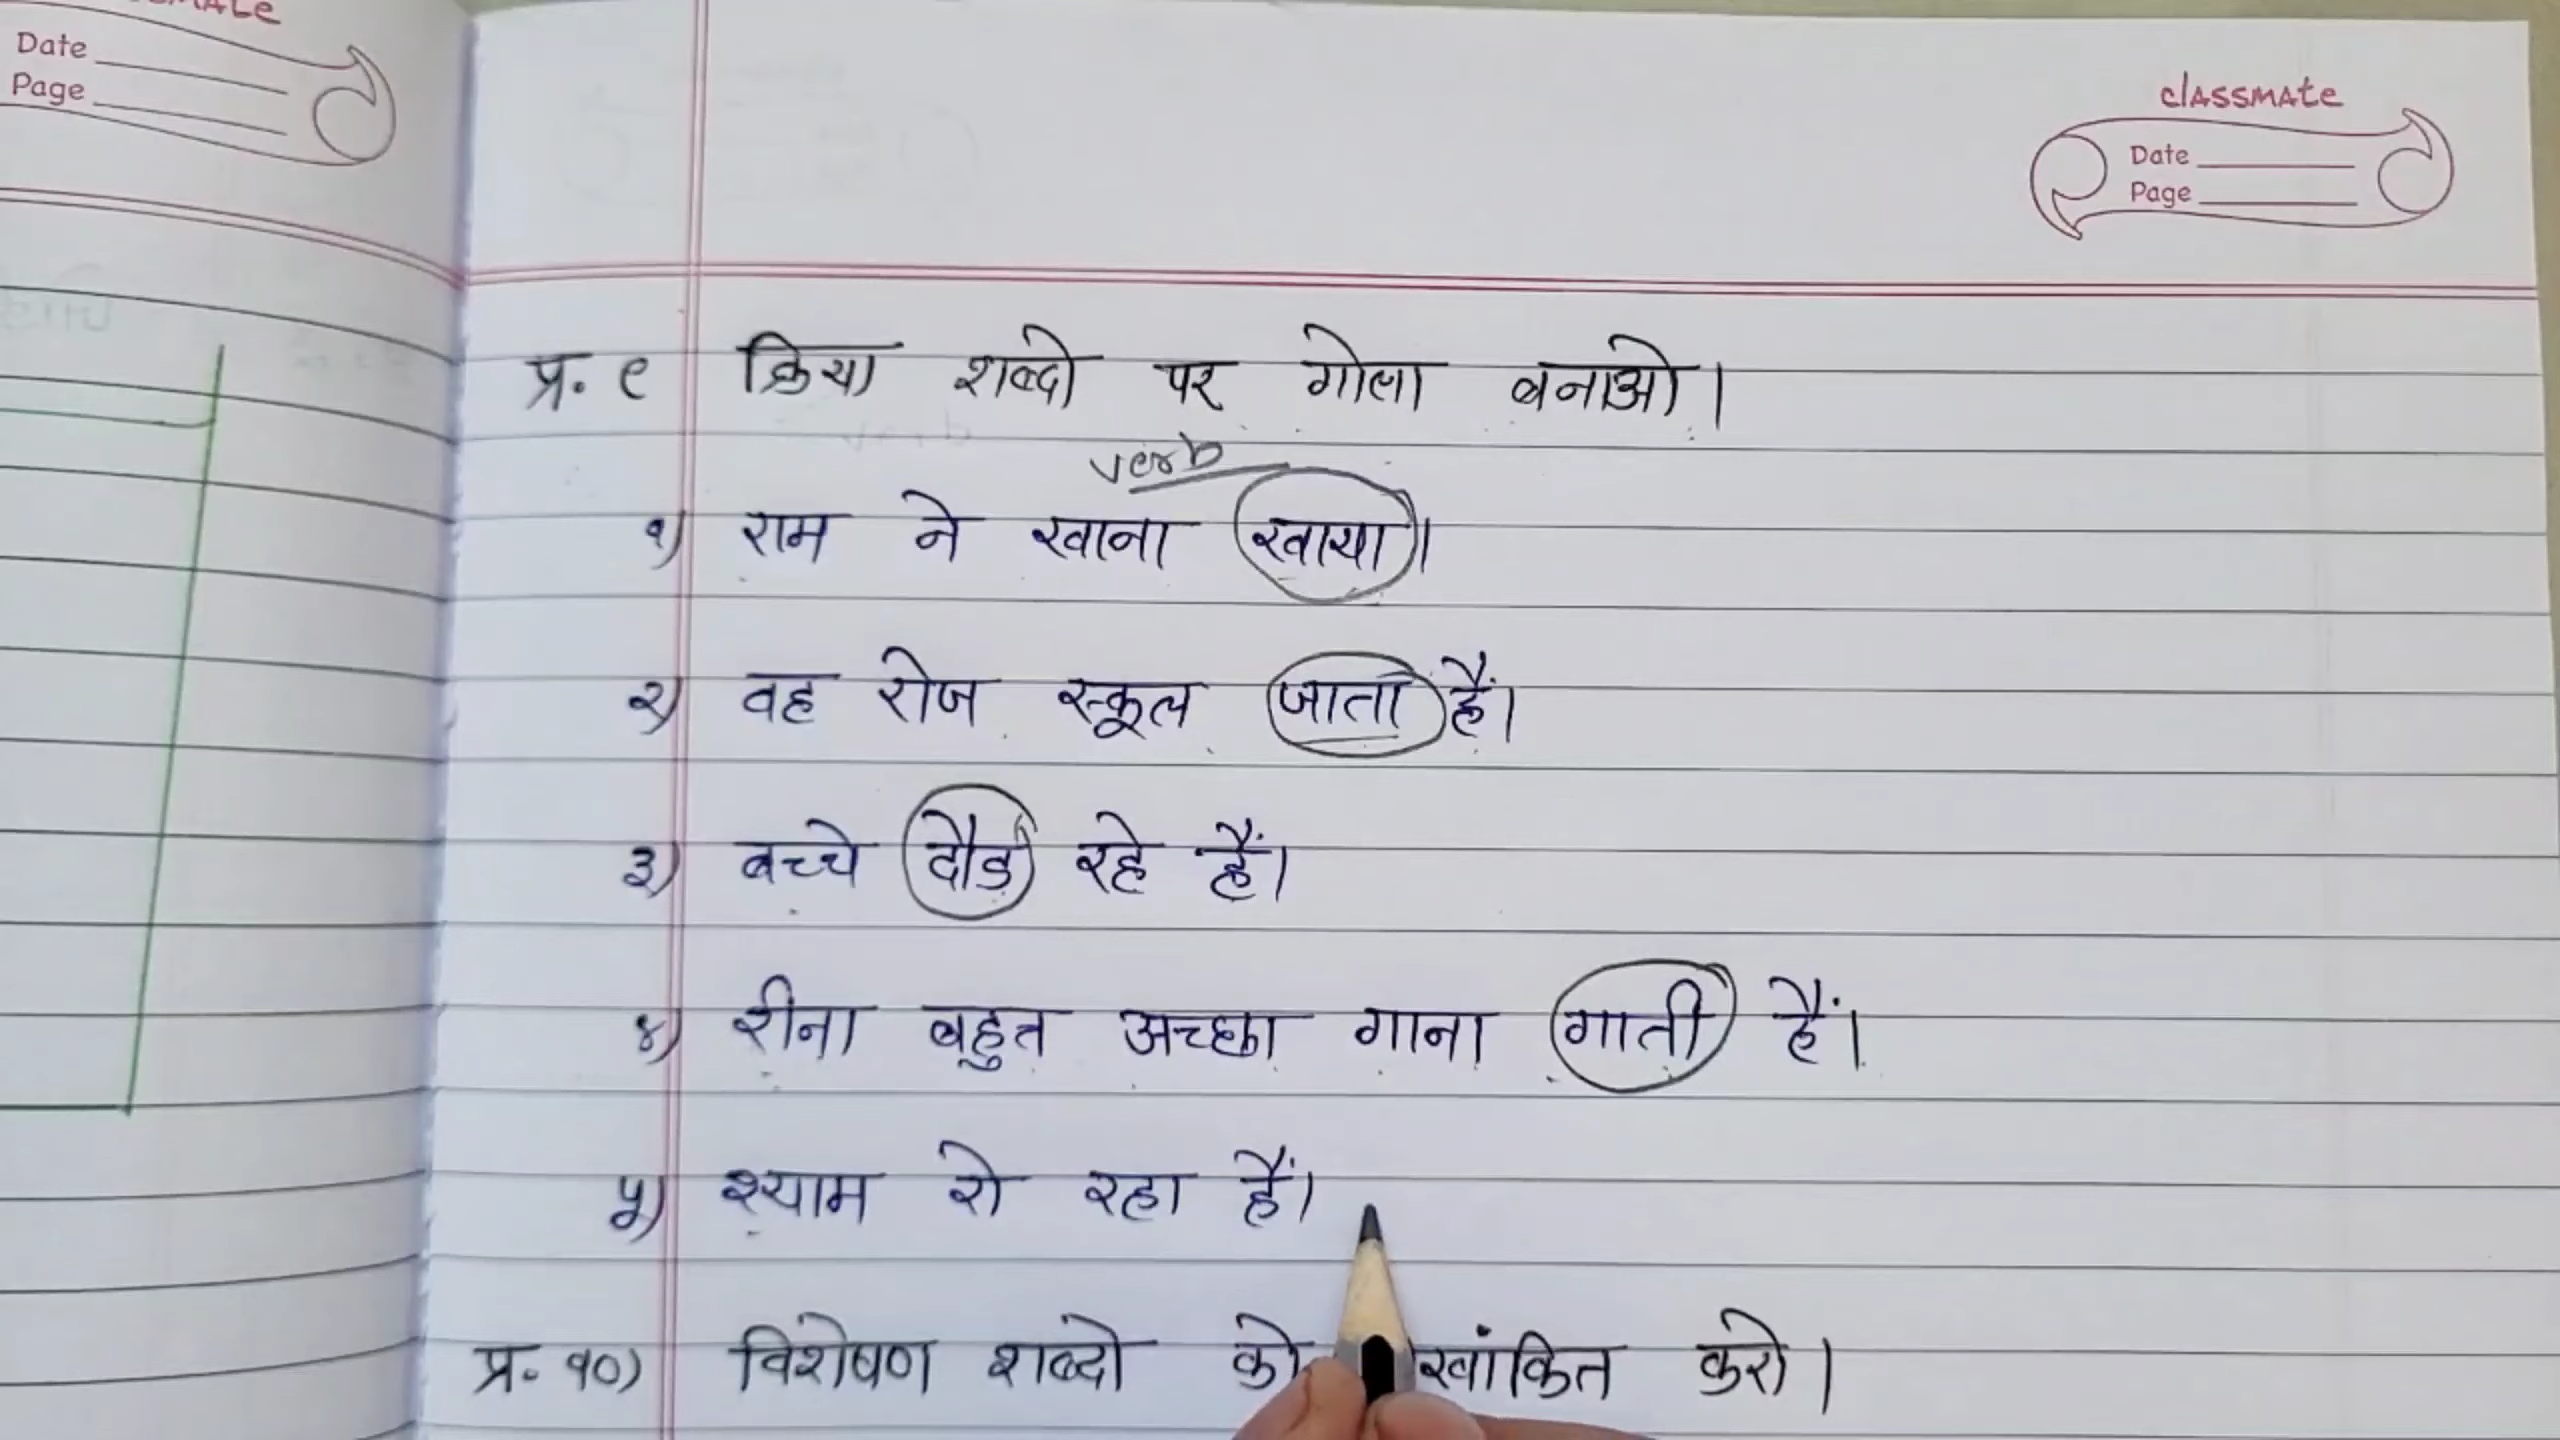 Date
Page
classmate
Date
Page
प्र. ९ क्रिया शब्दो पर गोला बनाओ।
verb
१) राम ने खाना खाया।
२) वह रोज स्कूल जाता हैं।
३) बच्चे दौड़ रहे हैं।
४) रीना बहुत अच्छा गाना गाती हैं।
५) श्याम रो रहा हैं।
प्र. १०) विशेषण शब्दो को खांकित करो।